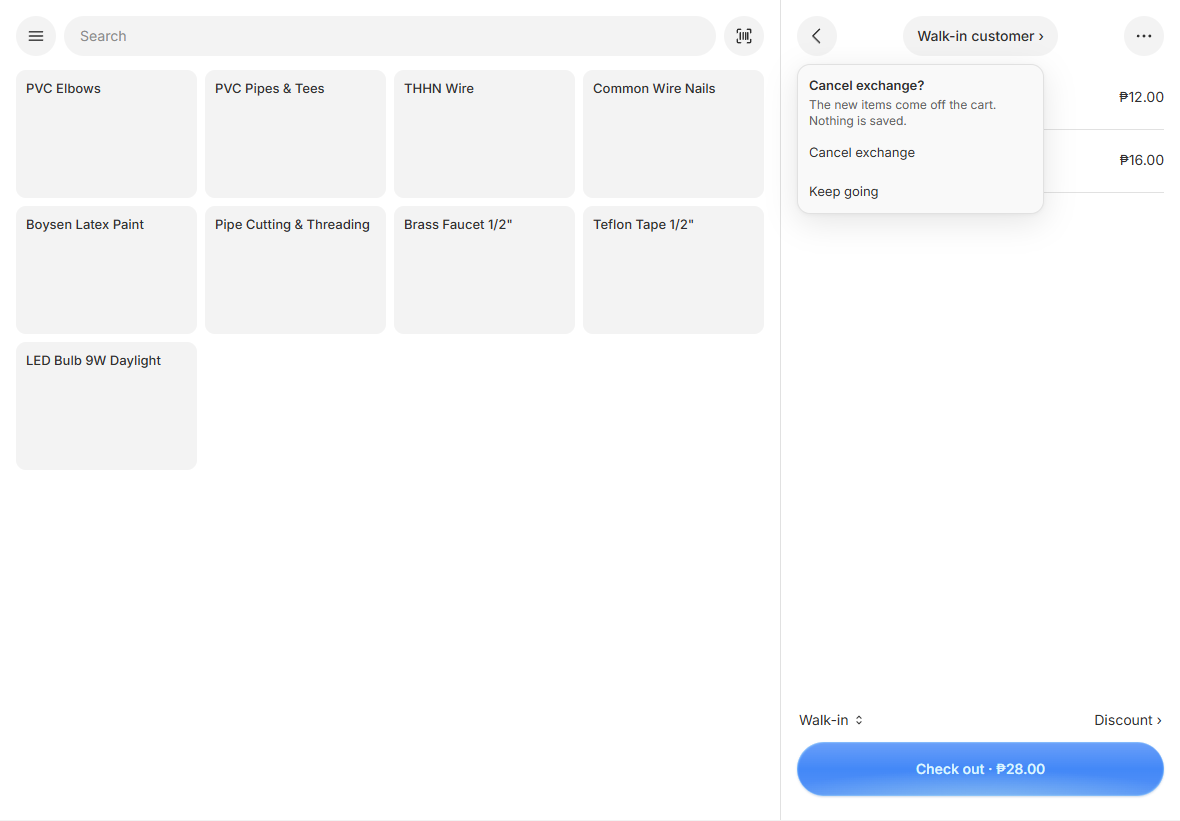 Search
Walk-in customer ›
PVC Elbows
PVC Pipes & Tees
THHN Wire
Common Wire Nails
Boysen Latex Paint
Pipe Cutting & Threading
Brass Faucet 1/2"
Teflon Tape 1/2"
LED Bulb 9W Daylight
Cancel exchange?
The new items come off the cart.
Nothing is saved.
Cancel exchange
Keep going
₱12.00
₱16.00
Walk-in
Discount ›
Check out · ₱28.00